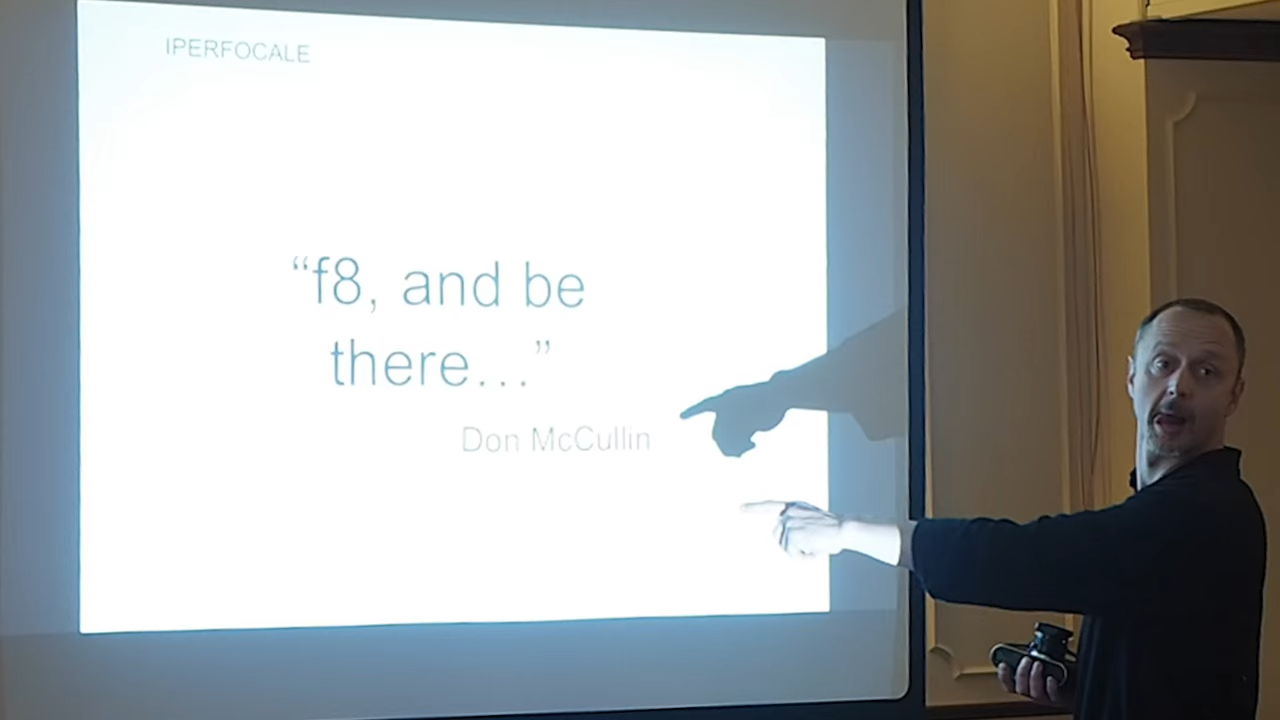 IPERFOCALE
“f8, and be
there...”
Don McCullin